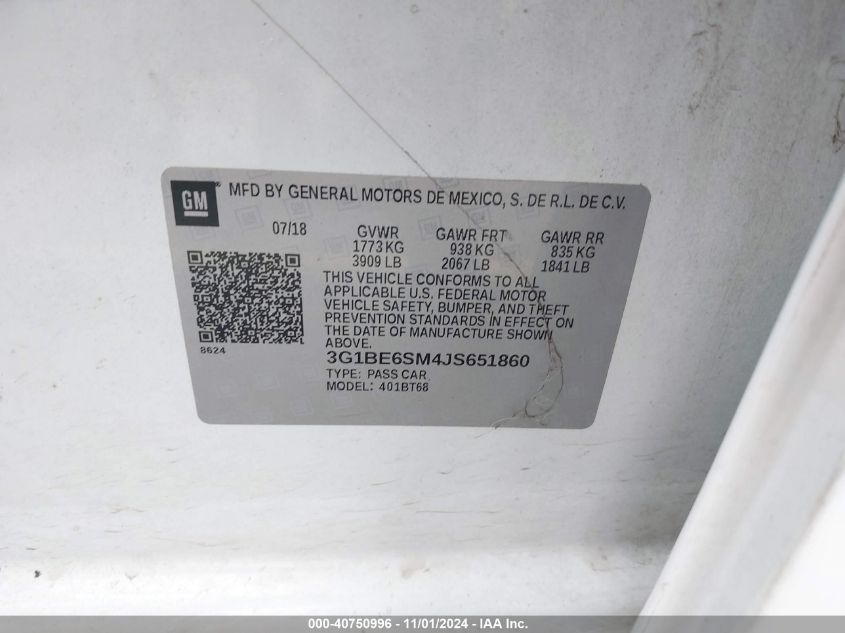 GM
MFD BY GENERAL MOTORS DE MEXICO, S. DE R.L. DE C.V.
07/18 GVWR GAWR FRT GAWR RR
1773 KG 938 KG 835 KG
3909 LB 2067 LB 1841 LB
THIS VEHICLE CONFORMS TO ALL
APPLICABLE U.S. FEDERAL MOTOR
VEHICLE SAFETY, BUMPER, AND THEFT
PREVENTION STANDARDS IN EFFECT ON
THE DATE OF MANUFACTURE SHOWN
ABOVE.
8624
3G1BE6SM4JS651860
TYPE: PASS CAR
MODEL: 401BT68
000-40750996 - 11/01/2024 - IAA Inc.